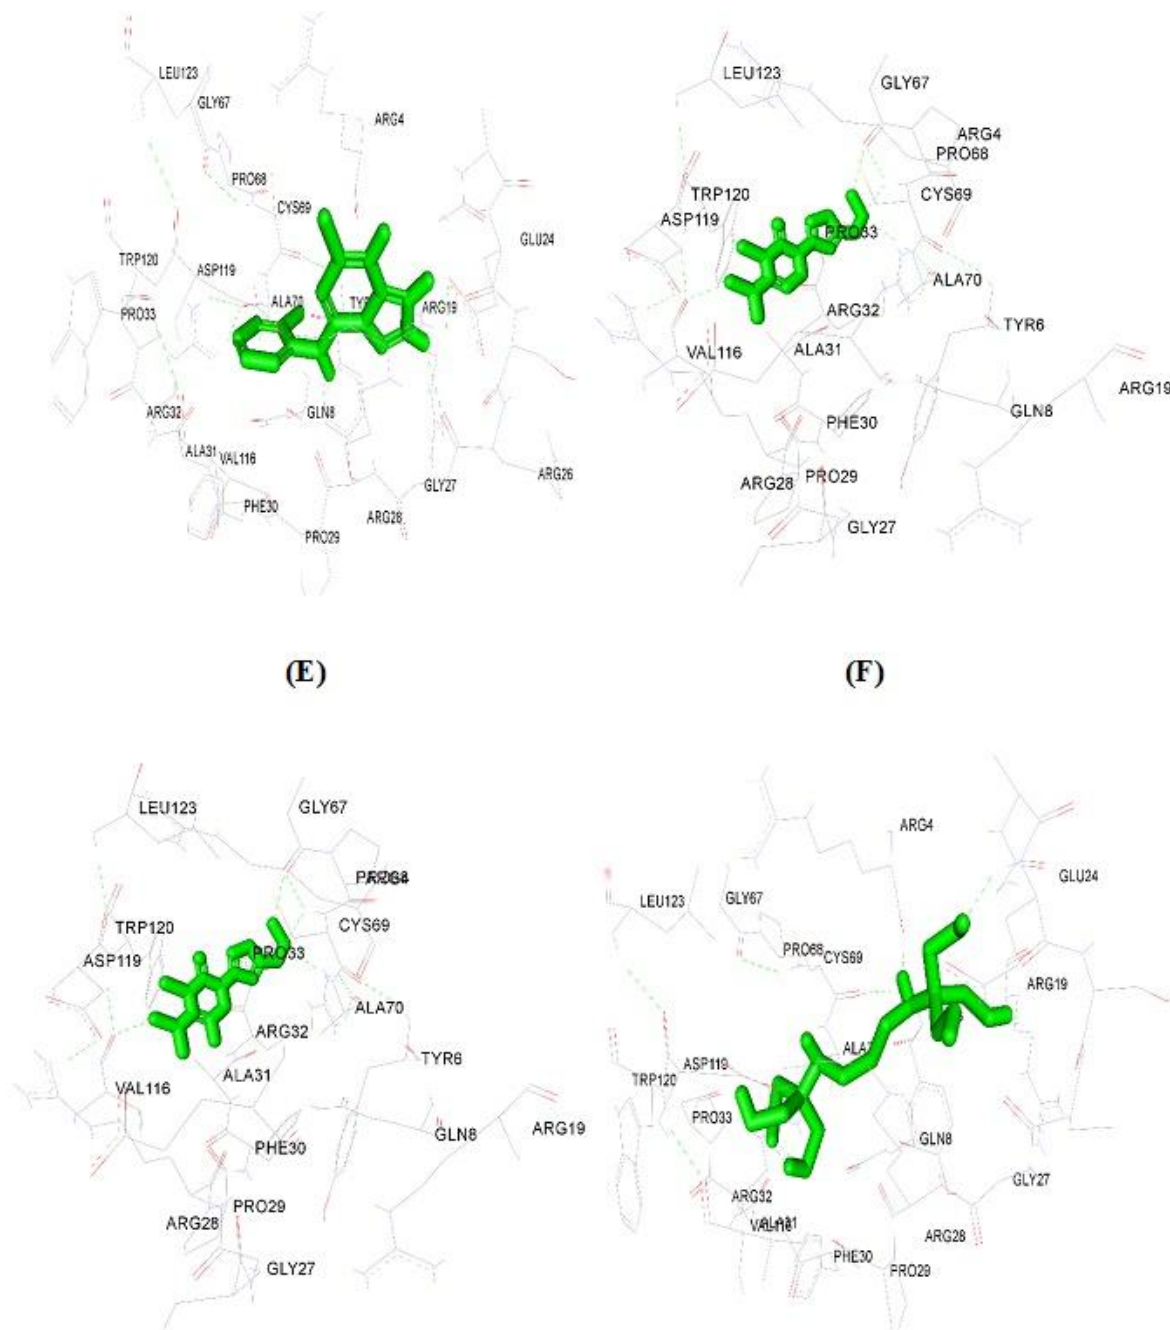 LEU123
GLY67
ARG4
PRO68
CYS69
GLU24
TRP120
ASP119
ALA70
ARG19
PRO33
ARG32
GLN8
ALA31
VAL116
PHE30
PRO29
ARG28
GLY27
ARG26
(E)
LEU123
GLY67
ARG4
PRO68
TRP120
CYS69
ASP119
PRO33
ALA70
ARG32
TYR6
VAL116
ALA31
ARG19
GLN8
PHE30
ARG28
PRO29
GLY27
(F)
LEU123
GLY67
CYS69
TRP120
PRO33
ASP119
ALA70
ARG32
TYR6
ALA31
VAL116
ARG19
GLN8
PHE30
PRO29
ARG28
GLY27
ARG4
GLU24
LEU123
GLY67
PRO68
CYS69
ARG19
ASP119
TRP120
PRO33
GLN8
GLY27
ARG32
ARG28
PHE30
PRO29